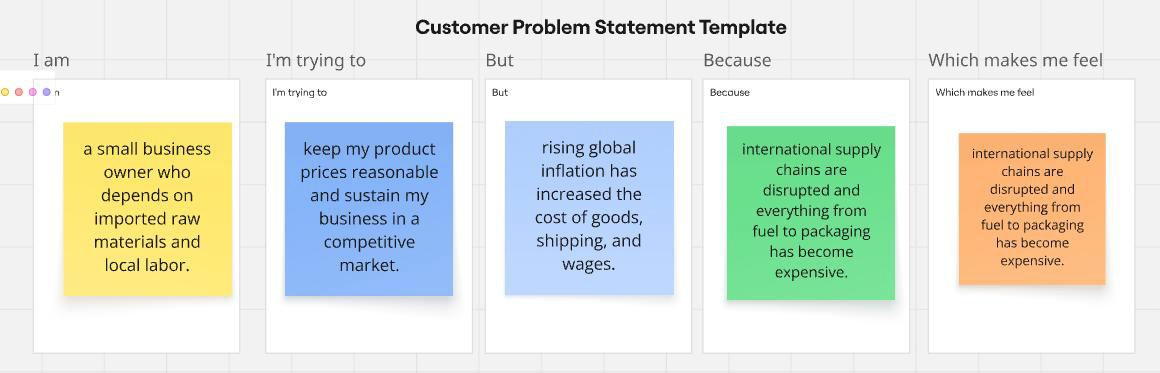 Customer Problem Statement Template
I am
n
a small business
owner who
depends on
imported raw
materials and
local labor.
I'm trying to
I'm trying to
keep my product
prices reasonable
and sustain my
business in a
competitive
market.
But
But
rising global
inflation has
increased the
cost of goods,
shipping, and
wages.
Because
Because
international supply
chains are
disrupted and
everything from
fuel to packaging
has become
expensive.
Which makes me feel
Which makes me feel
international supply
chains are
disrupted and
everything from
fuel to packaging
has become
expensive.